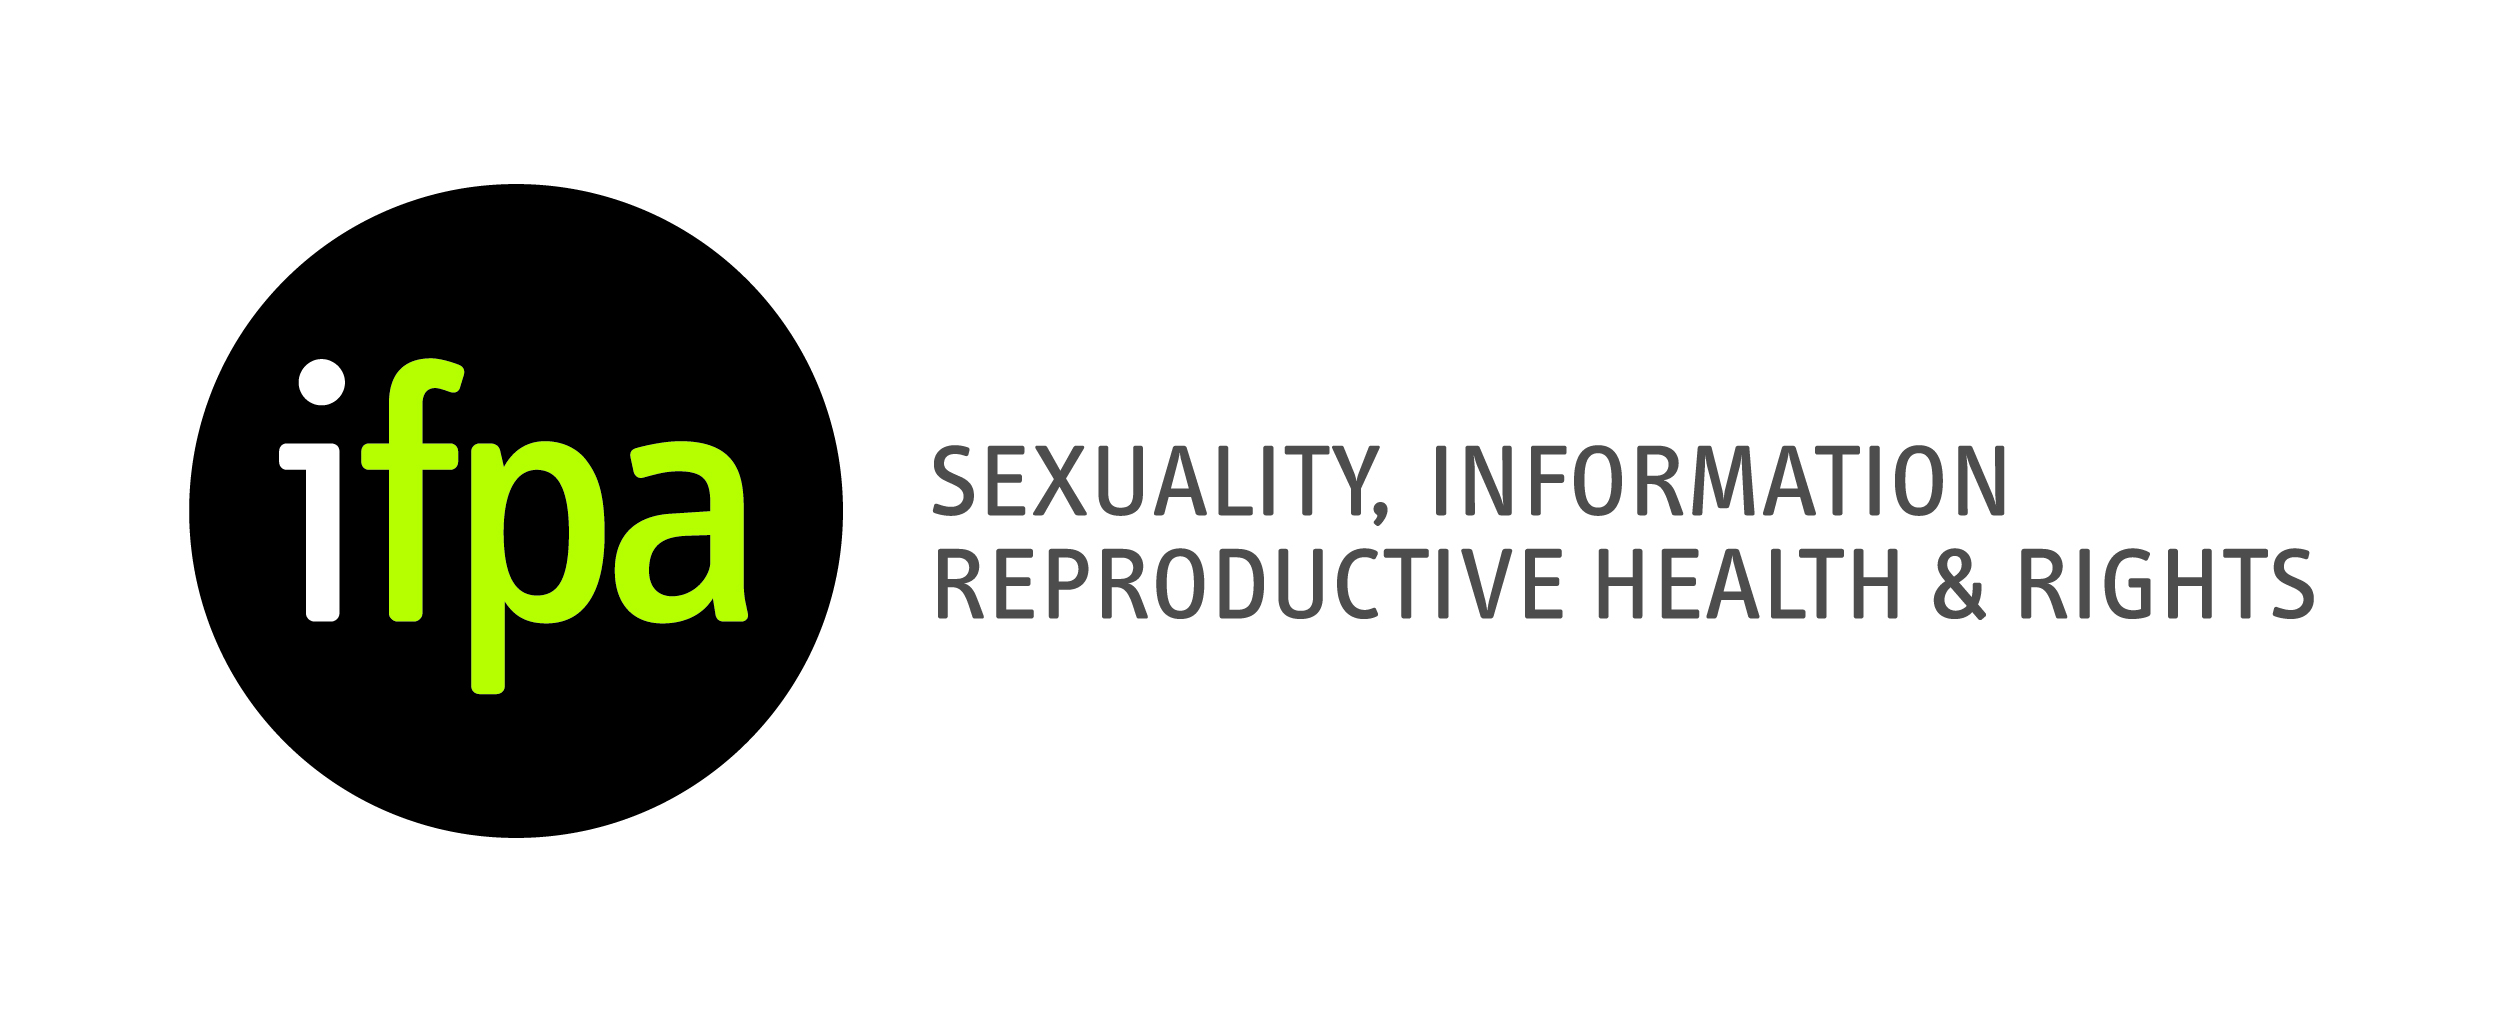 ifpa
SEXUALITY, INFORMATION
REPRODUCTIVE HEALTH & RIGHTS